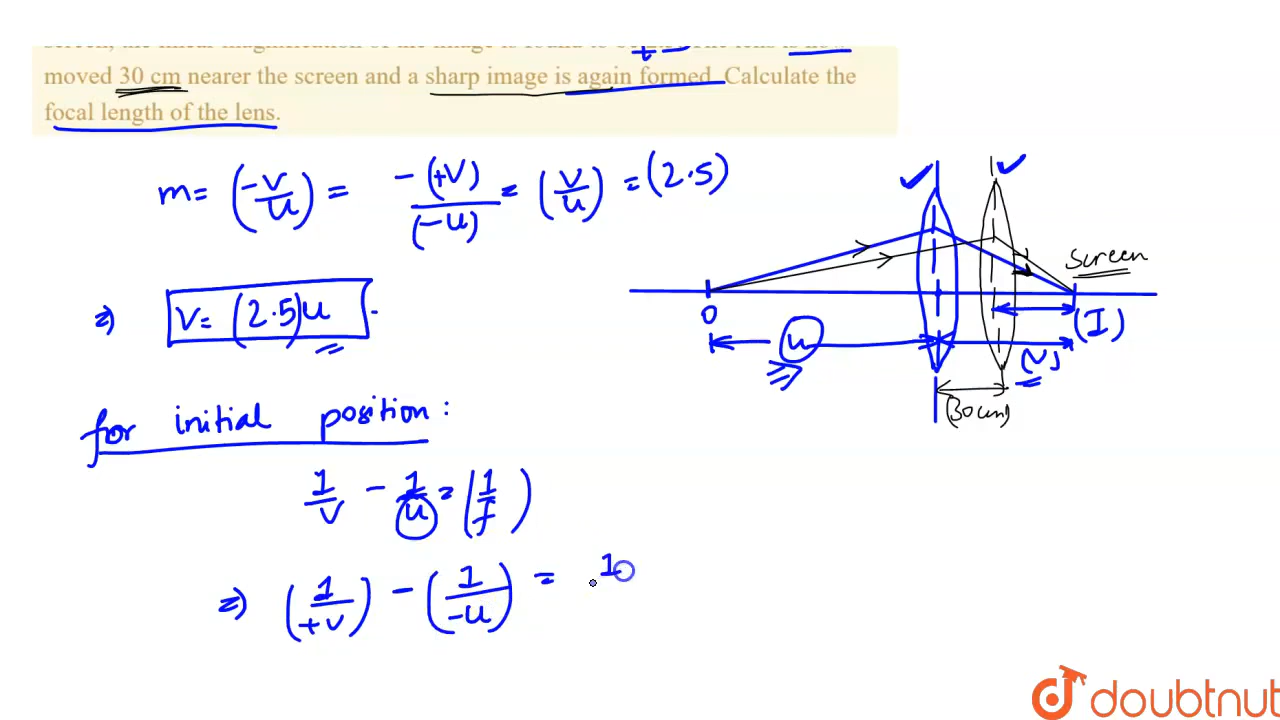 moved 30 cm nearer the screen and a sharp image is again formed. Calculate the
focal length of the lens.
m= (-v/u) = -(+v)/(-u) = (v/u) = (2.5)
⇒) v= (2.5)u
for initial position:
1/v - 1/u = (1/f)
⇒) (1/+v) - (1/-u) = 1
screen
O
u
(I)
(v)
(30cm)
doubtnut